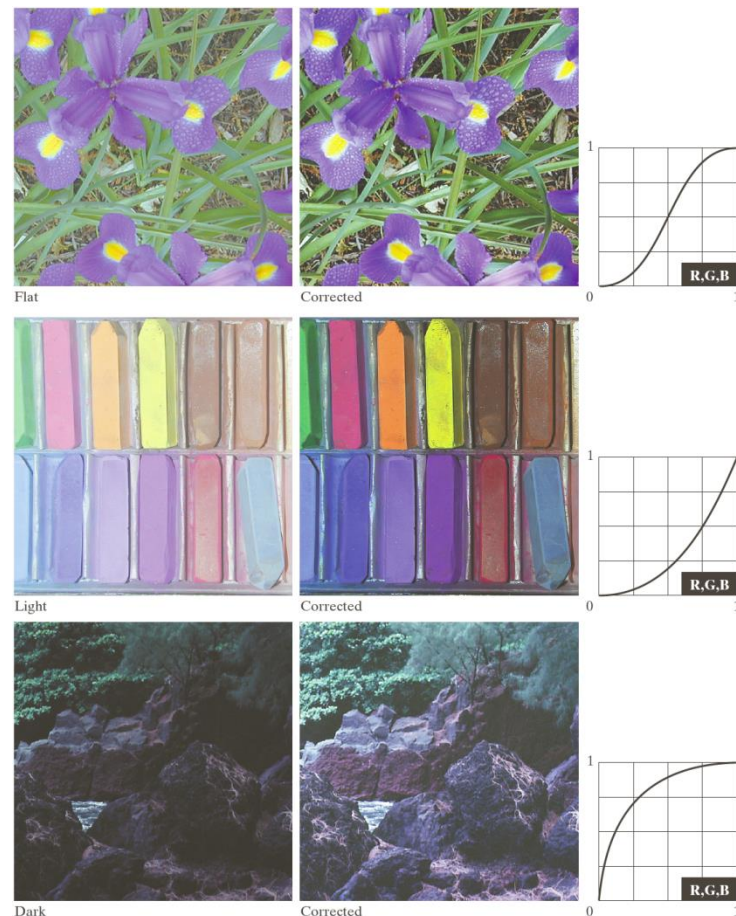 1
R,G,B
0
Flat
Corrected
1
R,G,B
0
Light
Corrected
1
R,G,B
0
Dark
Corrected